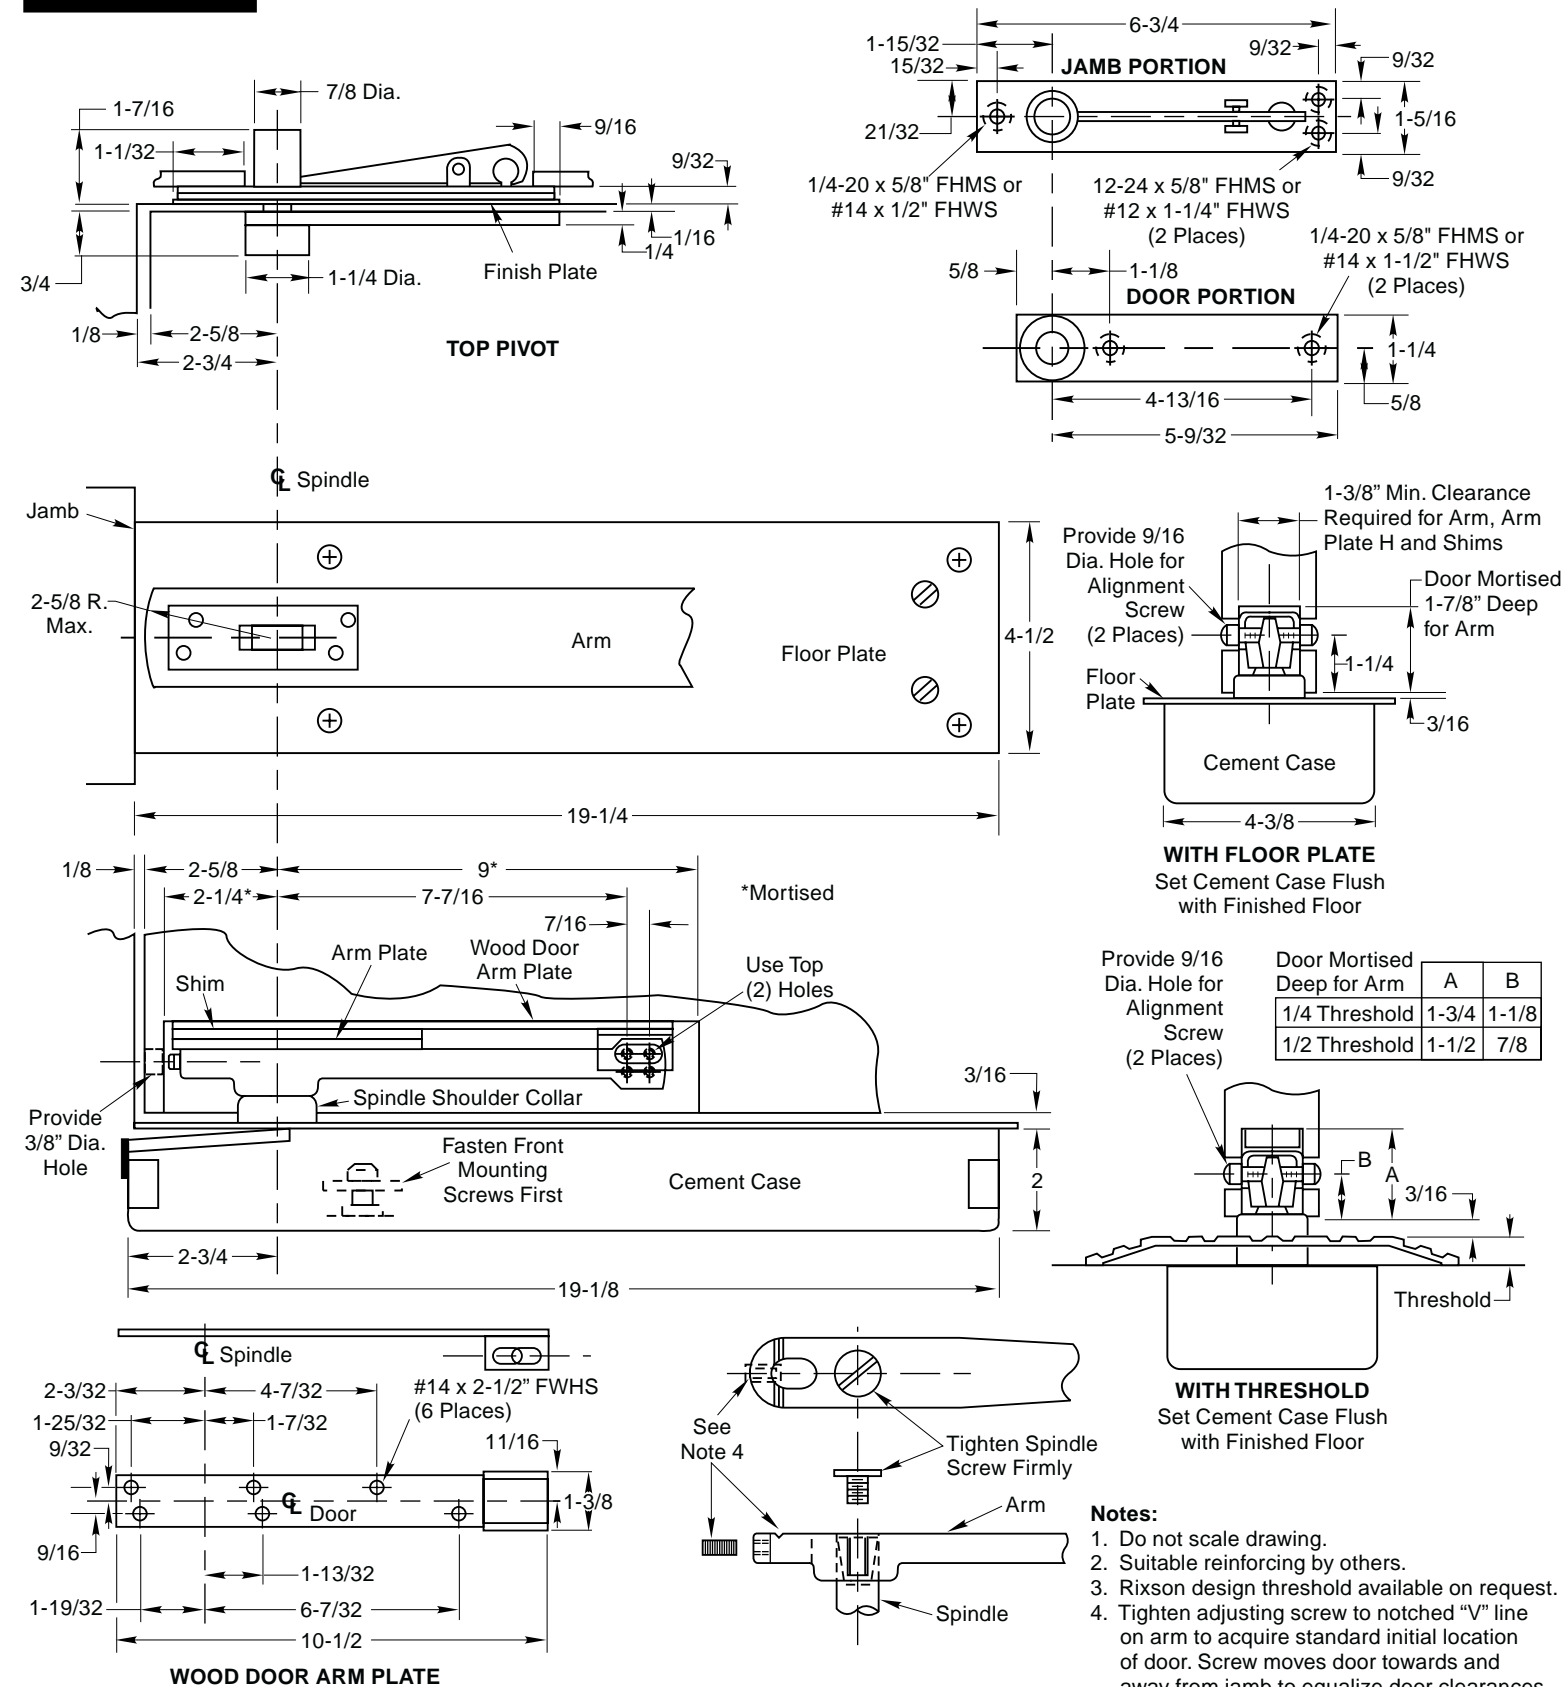 7/8 Dia.
1-7/16
1-1/32
9/16
9/32
1/16
1/4
Finish Plate
1-1/4 Dia.
3/4
1/8
2-5/8
2-3/4
TOP PIVOT
6-3/4
1-15/32
15/32
JAMB PORTION
9/32
9/32
1-5/16
21/32
9/32
1/4-20 x 5/8" FHMS or
#14 x 1/2" FHWS
12-24 x 5/8" FHMS or
#12 x 1-1/4" FHWS
(2 Places)
1/4-20 x 5/8" FHMS or
#14 x 1-1/2" FHWS
(2 Places)
5/8
1-1/8
DOOR PORTION
1-1/4
4-13/16
5/8
5-9/32
℄ Spindle
Jamb
2-5/8 R.
Max.
Arm
Floor Plate
4-1/2
19-1/4
1-3/8” Min. Clearance
Required for Arm, Arm
Plate H and Shims
Provide 9/16
Dia. Hole for
Alignment
Screw
(2 Places)
Door Mortised
1-7/8” Deep
for Arm
1-1/4
Floor
Plate
3/16
Cement Case
4-3/8
WITH FLOOR PLATE
Set Cement Case Flush
with Finished Floor
1/8
2-5/8
9*
2-1/4*
7-7/16
*Mortised
7/16
Arm Plate
Wood Door
Arm Plate
Use Top
(2) Holes
Shim
3/16
Spindle Shoulder Collar
Provide
3/8” Dia.
Hole
Fasten Front
Mounting
Screws First
Cement Case
2
2-3/4
19-1/8
Provide 9/16
Dia. Hole for
Alignment
Screw
(2 Places)
Door Mortised
Deep for Arm A B
1/4 Threshold 1-3/4 1-1/8
1/2 Threshold 1-1/2 7/8
B
A
3/16
Threshold
WITH THRESHOLD
Set Cement Case Flush
with Finished Floor
℄ Spindle
2-3/32
4-7/32
#14 x 2-1/2” FWHS
(6 Places)
1-25/32
1-7/32
9/32
11/16
1-3/8
℄ Door
9/16
1-13/32
1-19/32
6-7/32
10-1/2
WOOD DOOR ARM PLATE
See
Note 4
Tighten Spindle
Screw Firmly
Arm
Spindle
Notes:
1. Do not scale drawing.
2. Suitable reinforcing by others.
3. Rixson design threshold available on request.
4. Tighten adjusting screw to notched “V” line
on arm to acquire standard initial location
of door. Screw moves door towards and
away from jamb to equalize door clearances